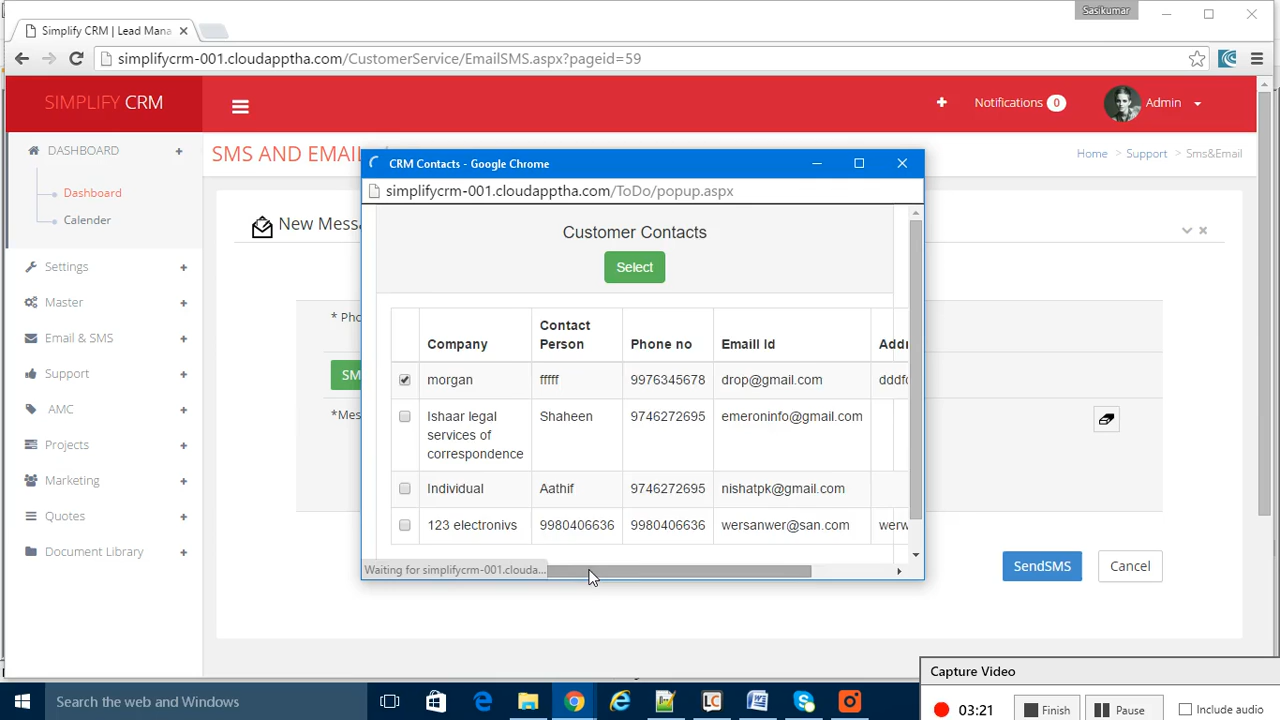 Sasikumar
Simplify CRM | Lead Mana
simplifycrm-001.cloudapptha.com/CustomerService/EmailSMS.aspx?pageid=59
SIMPLIFY CRM
Notifications 0
Admin
DASHBOARD
Dashboard
Calender
Settings
Master
Email & SMS
Support
AMC
Projects
Marketing
Quotes
Document Library
SMS AND EMAIL
Home
Support
Sms&Email
New Messa
* Pho
SM
*Mes
CRM Contacts - Google Chrome
simplifycrm-001.cloudapptha.com/ToDo/popup.aspx
Customer Contacts
Select
Company Contact Person Phone no Emaill Id Addr
morgan fffff 9976345678 drop@gmail.com dddf
Ishaar legal services of correspondence Shaheen 9746272695 emeroninfo@gmail.com
Individual Aathif 9746272695 nishatpk@gmail.com
123 electronivs 9980406636 9980406636 wersanwer@san.com werw
Waiting for simplifycrm-001.clouda...
SendSMS
Cancel
Capture Video
03:21
Finish
Pause
Include audio
Search the web and Windows